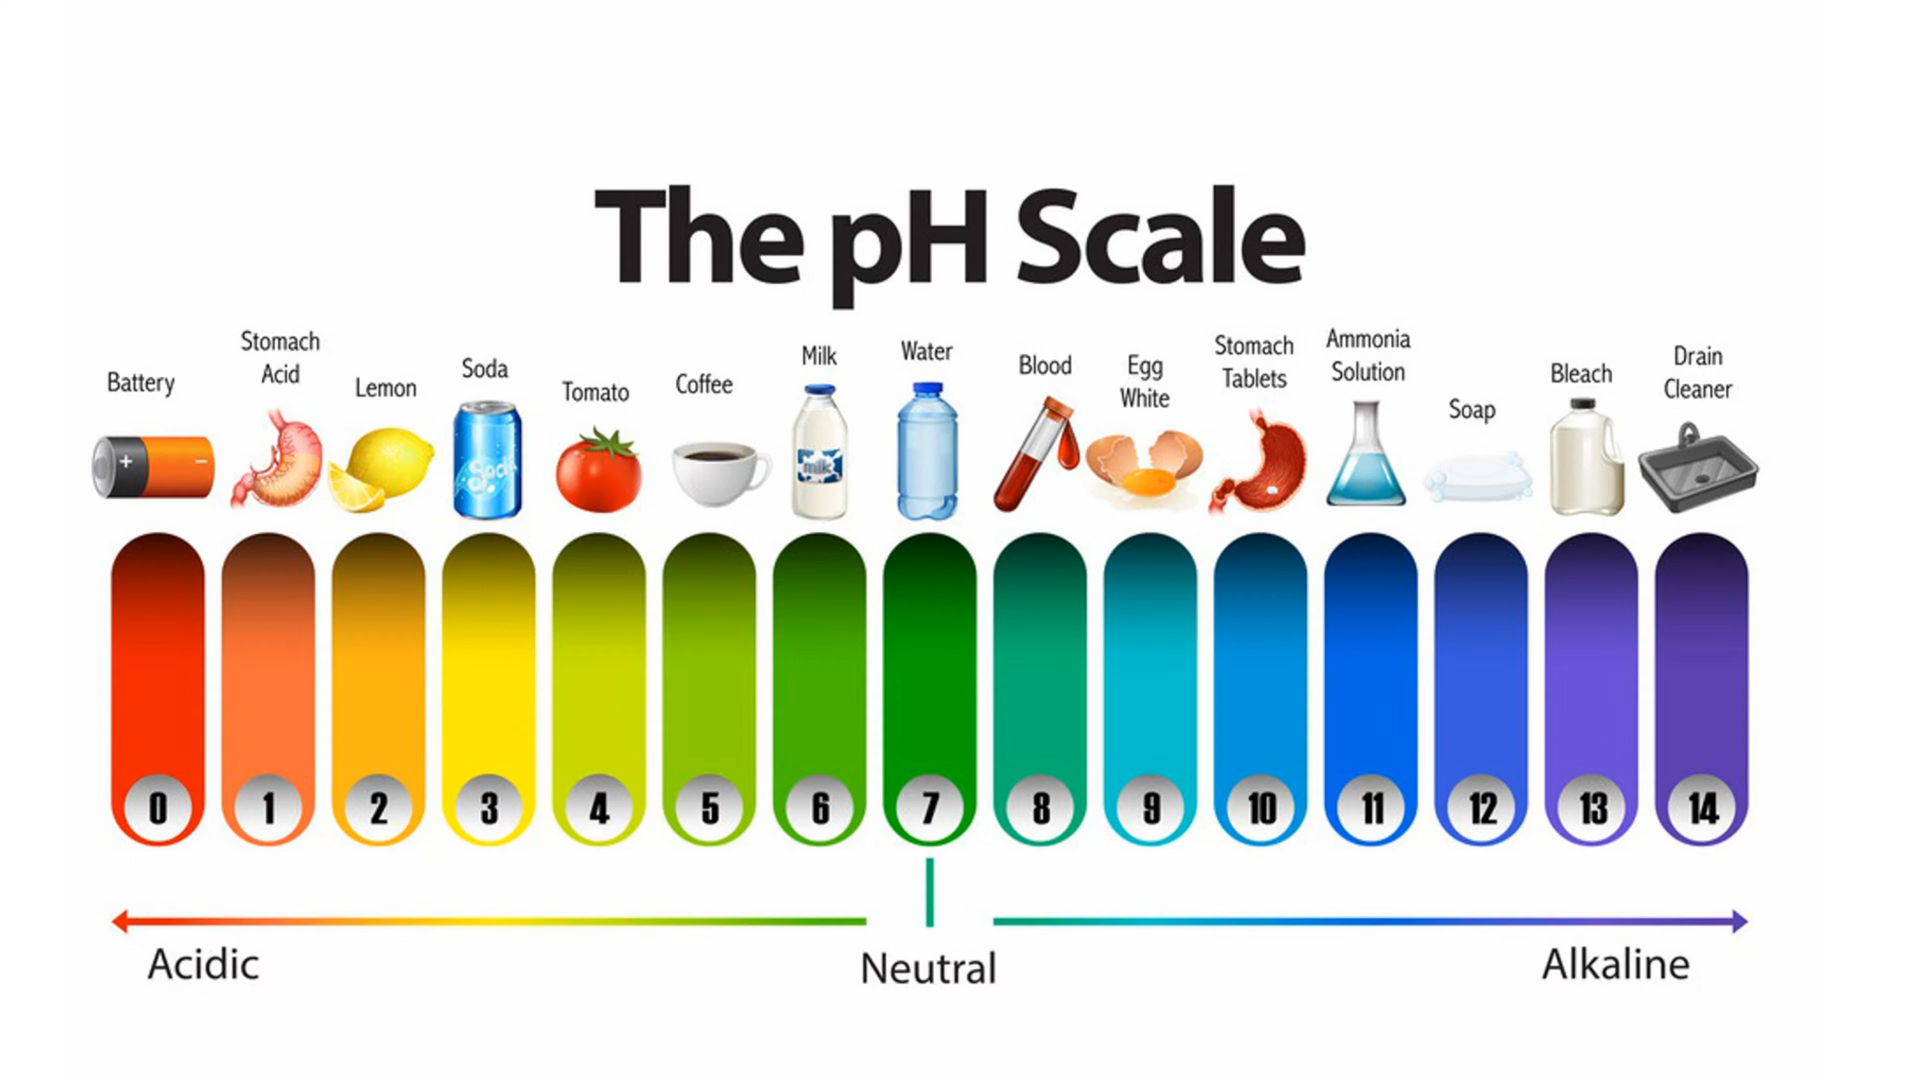 The pH Scale
Battery
Stomach
Acid
Lemon
Soda
Tomato
Coffee
Milk
Water
Blood
Egg
White
Stomach
Tablets
Ammonia
Solution
Soap
Bleach
Drain
Cleaner
+
−
Soda
milk
0 1 2 3 4 5 6 7 8 9 10 11 12 13 14
Acidic
Neutral
Alkaline